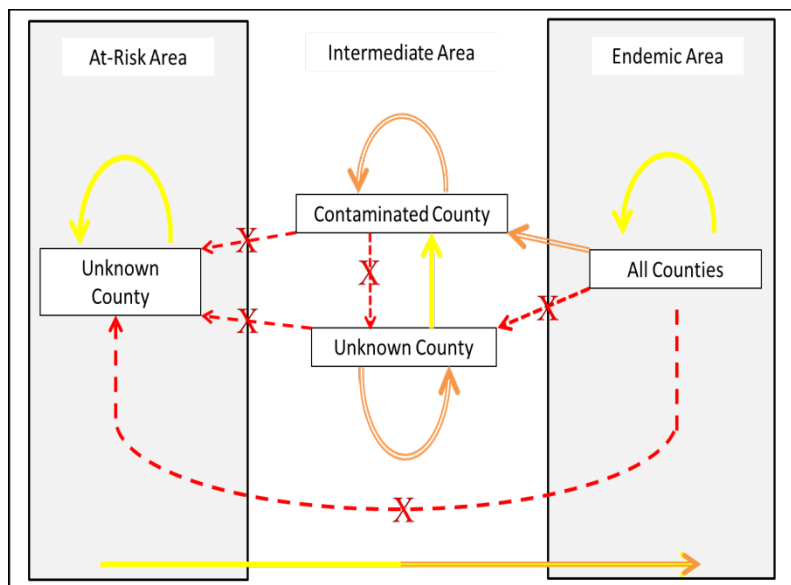 At-Risk Area
Intermediate Area
Endemic Area
Contaminated County
X
X
Unknown
County
All Counties
X
X
Unknown County
X